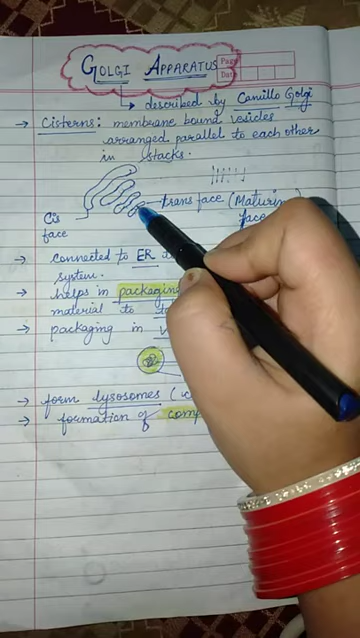 GOLGI APPARATUS
Page
Date
→ described by Camillo Golgi
→ Cisterns: membrane bound vesicles
arranged parallel to each other
in stacks.
Cis
face
trans face (Maturin
face
→ connected to ER
system.
→ helps in packaging
material to
→ packaging in
→ form lysosomes
→ formation of comp